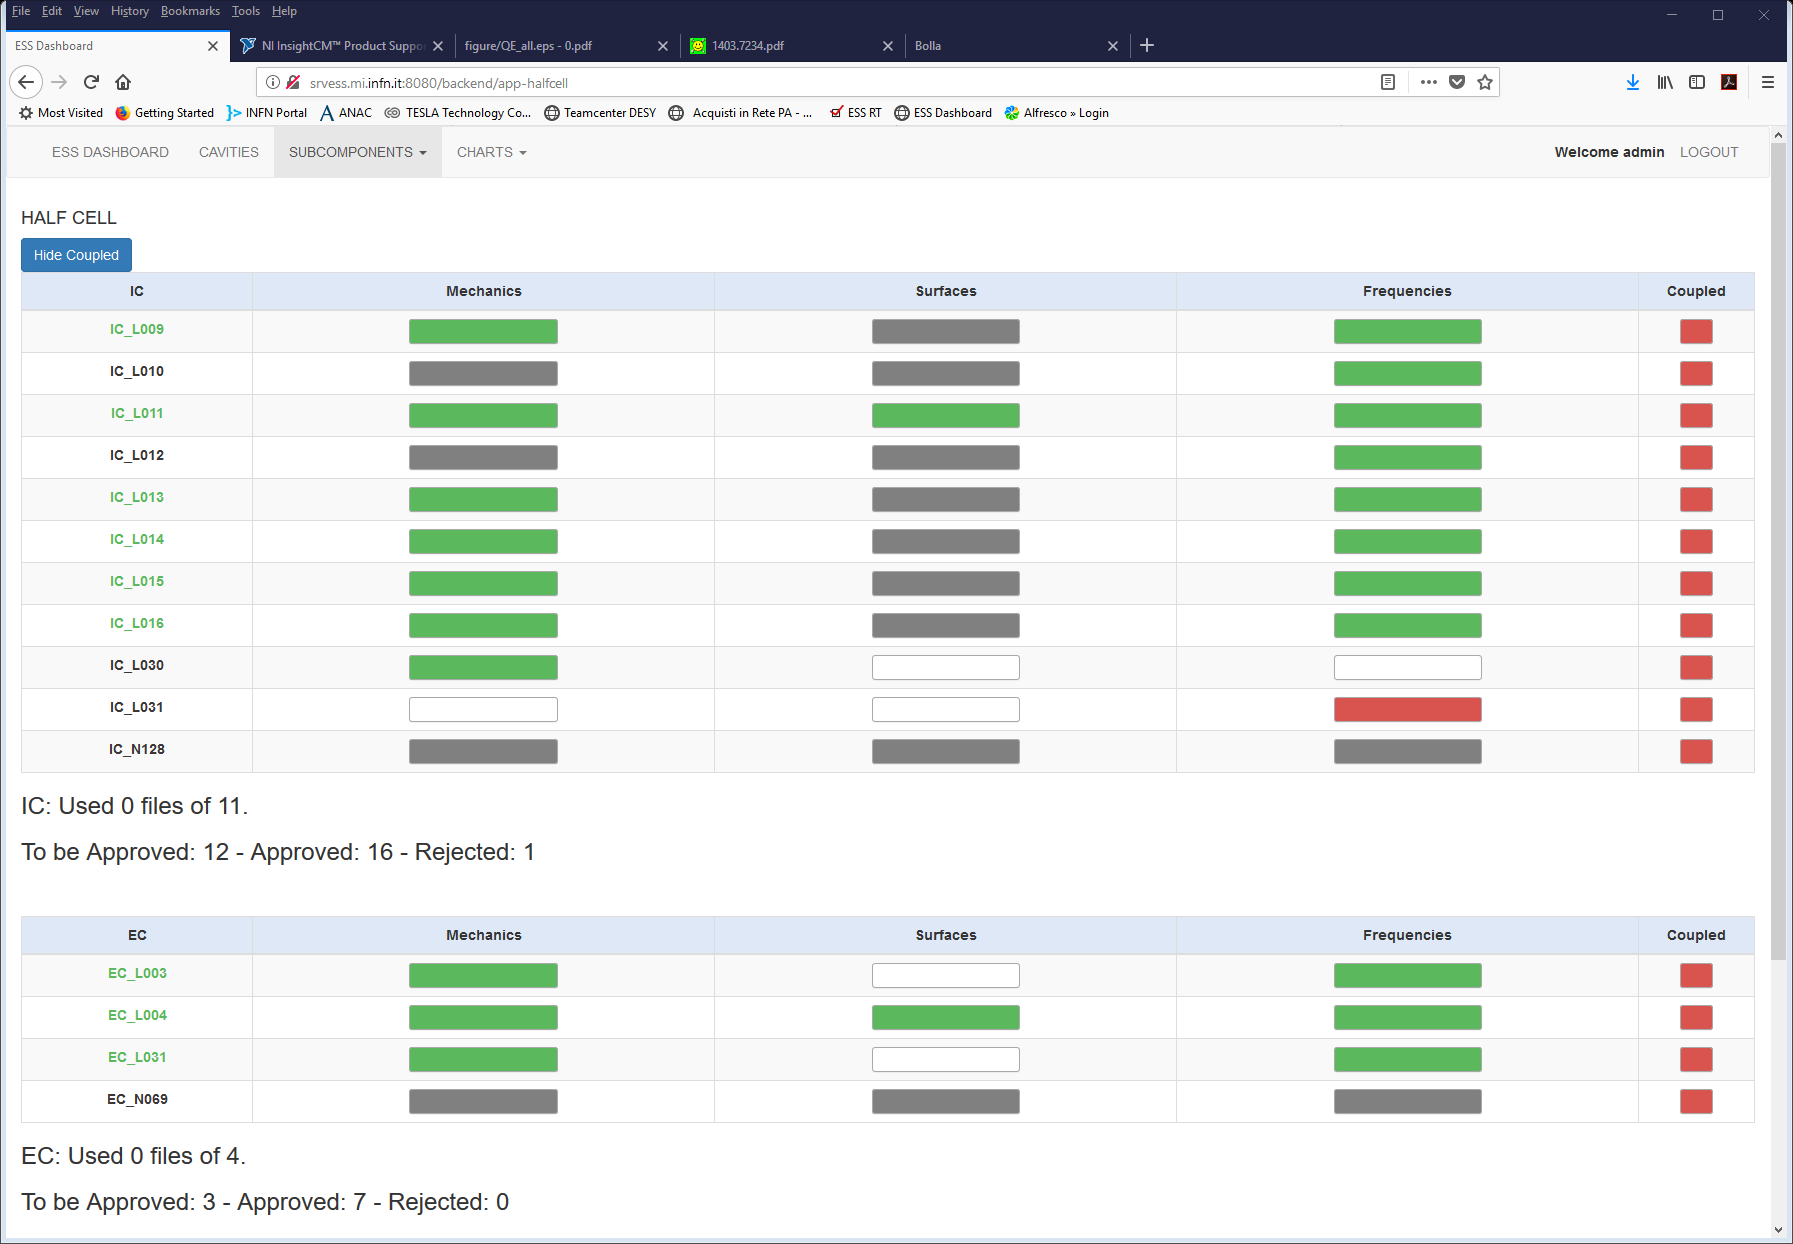 File Edit View History Bookmarks Tools Help
ESS Dashboard NI InsightCM™ Product Suppo figure/QE_all.eps - 0.pdf 1403.7234.pdf Bolla
srvess.mi.infn.it:8080/backend/app-halfcell
Most Visited Getting Started INFN Portal ANAC TESLA Technology Co... Teamcenter DESY Acquisti in Rete PA - ... ESS RT ESS Dashboard Alfresco » Login
ESS DASHBOARD CAVITIES SUBCOMPONENTS CHARTS Welcome admin LOGOUT
HALF CELL
Hide Coupled
IC Mechanics Surfaces Frequencies Coupled
IC_L009
IC_L010
IC_L011
IC_L012
IC_L013
IC_L014
IC_L015
IC_L016
IC_L030
IC_L031
IC_N128
IC: Used 0 files of 11.
To be Approved: 12 - Approved: 16 - Rejected: 1
EC Mechanics Surfaces Frequencies Coupled
EC_L003
EC_L004
EC_L031
EC_N069
EC: Used 0 files of 4.
To be Approved: 3 - Approved: 7 - Rejected: 0